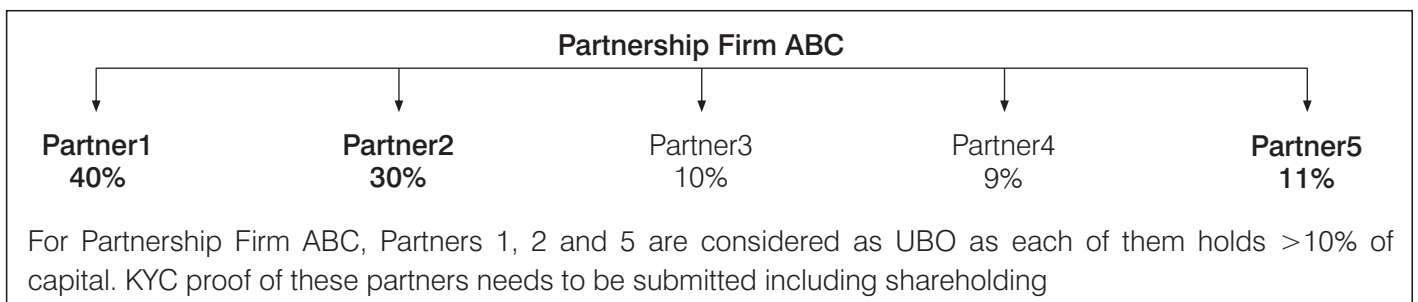 Partnership Firm ABC
Partner1 Partner2 Partner3 Partner4 Partner5
40% 30% 10% 9% 11%
For Partnership Firm ABC, Partners 1, 2 and 5 are considered as UBO as each of them holds >10% of
capital. KYC proof of these partners needs to be submitted including shareholding